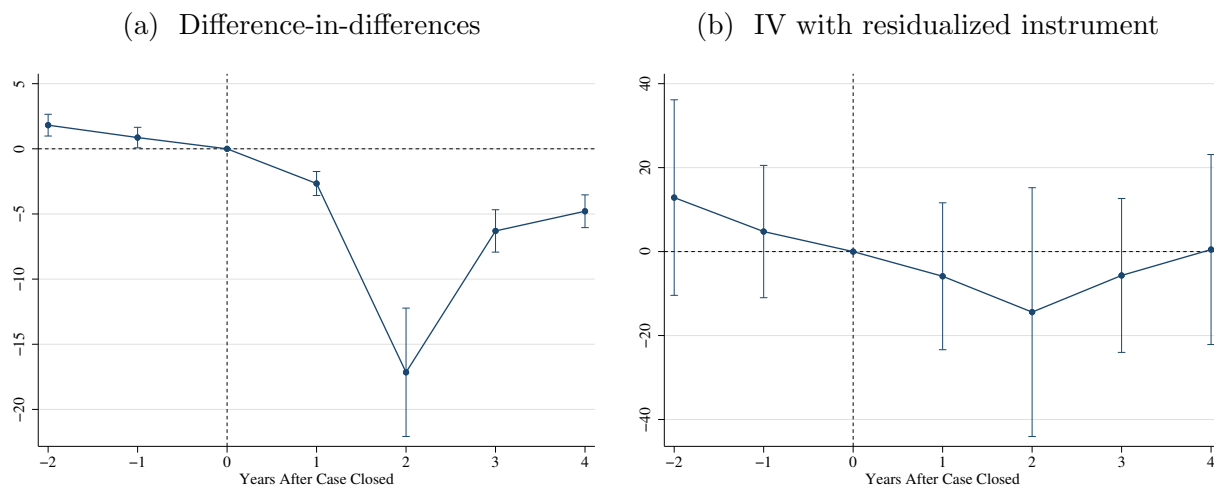 (a) Difference-in-differences
5
0
−5
−10
−15
−20
−2 −1 0 1 2 3 4
Years After Case Closed
(b) IV with residualized instrument
40
20
0
−20
−40
−2 −1 0 1 2 3 4
Years After Case Closed